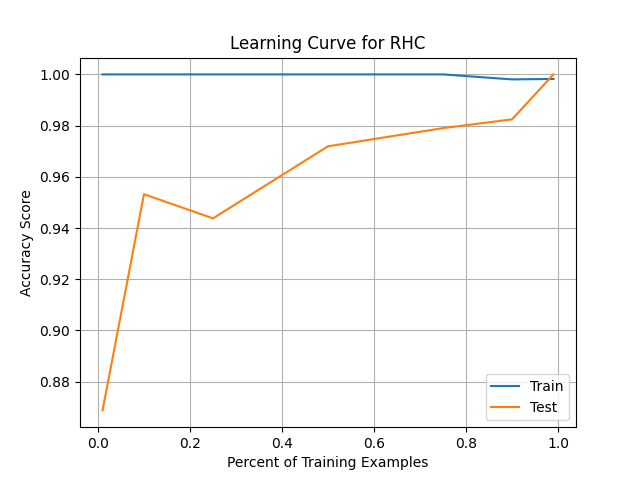 Learning Curve for RHC
Accuracy Score
1.00
0.98
0.96
0.94
0.92
0.90
0.88
0.0 0.2 0.4 0.6 0.8 1.0
Percent of Training Examples
Train
Test